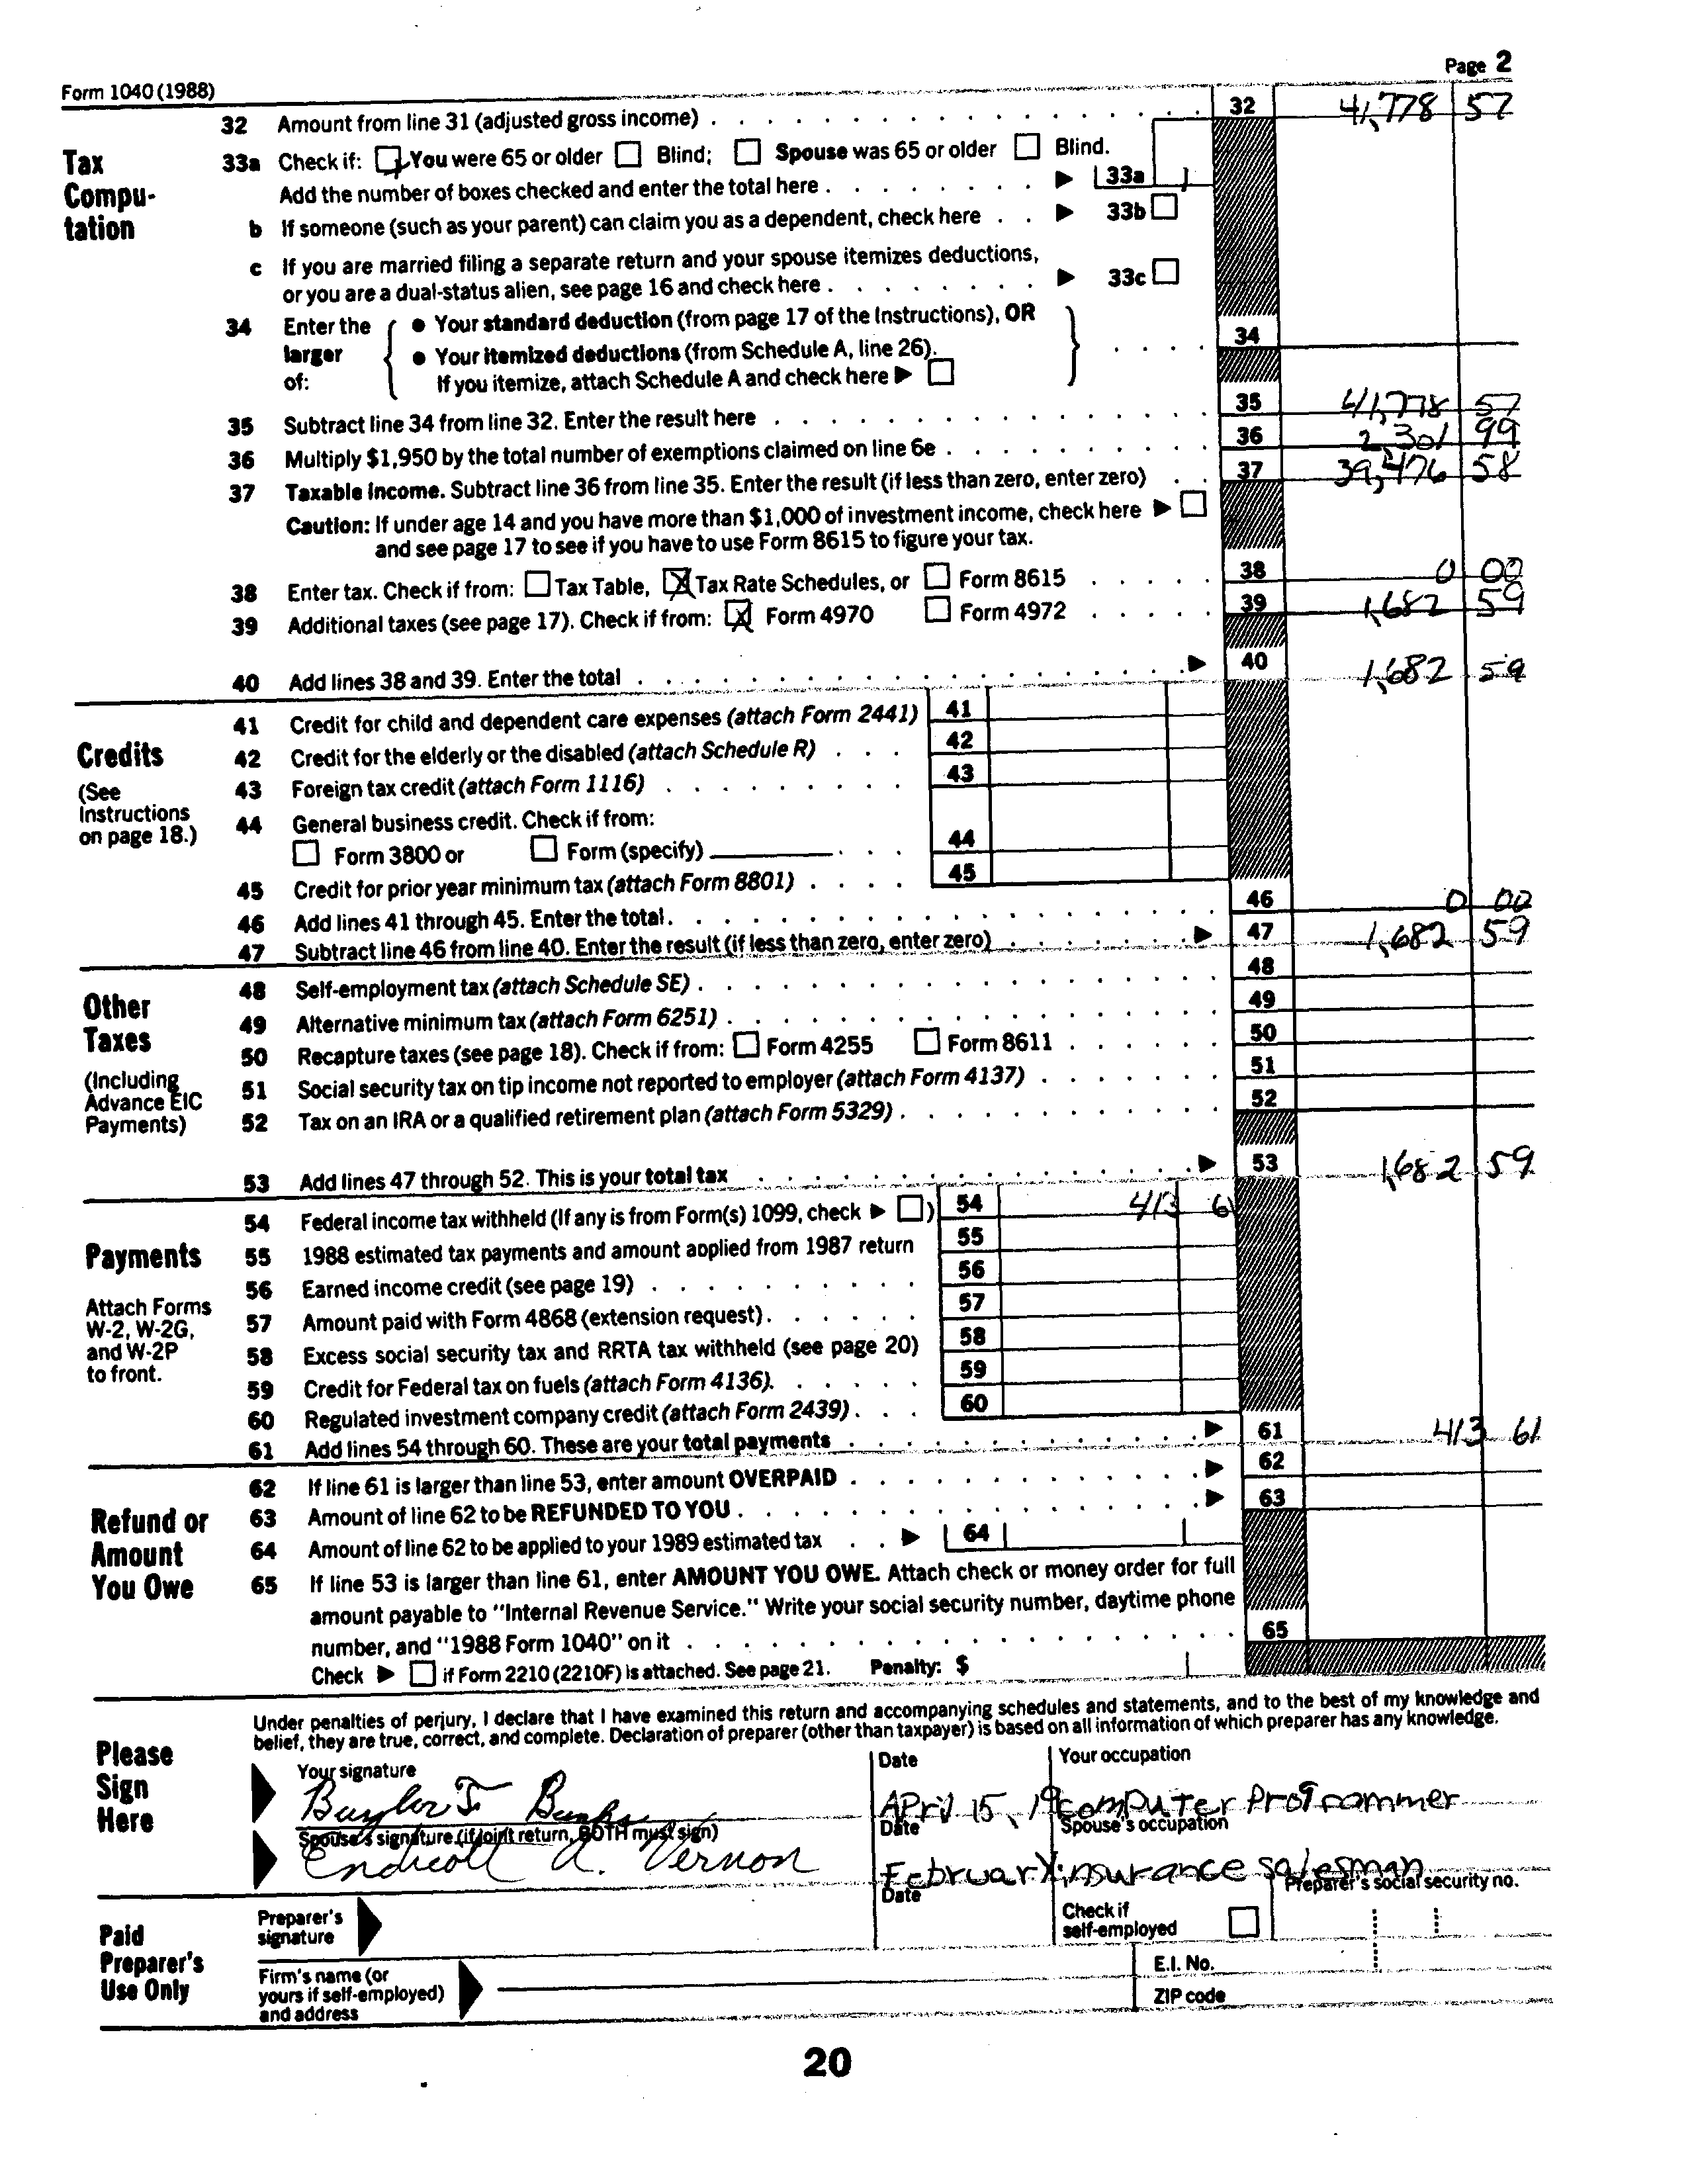 Page 2
Form 1040 (1988)
32 Amount from line 31 (adjusted gross income) 32 41,778 57
Tax Compu-tation
33a Check if: You were 65 or older Blind; Spouse was 65 or older Blind.
Add the number of boxes checked and enter the total here 33a
b If someone (such as your parent) can claim you as a dependent, check here 33b
c If you are married filing a separate return and your spouse itemizes deductions,
or you are a dual-status alien, see page 16 and check here 33c
34 Enter the larger of:
• Your standard deduction (from page 17 of the Instructions), OR
• Your itemized deductions (from Schedule A, line 26).
If you itemize, attach Schedule A and check here
34
35 Subtract line 34 from line 32. Enter the result here 35 41,778 57
36 Multiply $1,950 by the total number of exemptions claimed on line 6e 36 2,301 99
37 Taxable income. Subtract line 36 from line 35. Enter the result (if less than zero, enter zero) 37 39,476 58
Caution: If under age 14 and you have more than $1,000 of investment income, check here
and see page 17 to see if you have to use Form 8615 to figure your tax.
38 Enter tax. Check if from: Tax Table, X Tax Rate Schedules, or Form 8615 38 0 00
39 Additional taxes (see page 17). Check if from: X Form 4970 Form 4972 39 1,682 59
40 Add lines 38 and 39. Enter the total 40 1,682 59
Credits
(See Instructions on page 18.)
41 Credit for child and dependent care expenses (attach Form 2441) 41
42 Credit for the elderly or the disabled (attach Schedule R) 42
43 Foreign tax credit (attach Form 1116) 43
44 General business credit. Check if from:
Form 3800 or Form (specify) 44
45 Credit for prior year minimum tax (attach Form 8801) 45
46 Add lines 41 through 45. Enter the total. 46 0 00
47 Subtract line 46 from line 40. Enter the result (if less than zero, enter zero) 47 1,682 59
Other Taxes
(Including Advance EIC Payments)
48 Self-employment tax (attach Schedule SE) 48
49 Alternative minimum tax (attach Form 6251) 49
50 Recapture taxes (see page 18). Check if from: Form 4255 Form 8611 50
51 Social security tax on tip income not reported to employer (attach Form 4137) 51
52 Tax on an IRA or a qualified retirement plan (attach Form 5329) 52
53 Add lines 47 through 52. This is your total tax 53 1,682 59
Payments
Attach Forms W-2, W-2G, and W-2P to front.
54 Federal income tax withheld (If any is from Form(s) 1099, check ) 54 413 61
55 1988 estimated tax payments and amount applied from 1987 return 55
56 Earned income credit (see page 19) 56
57 Amount paid with Form 4868 (extension request) 57
58 Excess social security tax and RRTA tax withheld (see page 20) 58
59 Credit for Federal tax on fuels (attach Form 4136) 59
60 Regulated investment company credit (attach Form 2439) 60
61 Add lines 54 through 60. These are your total payments 61 413 61
Refund or Amount You Owe
62 If line 61 is larger than line 53, enter amount OVERPAID 62
63 Amount of line 62 to be REFUNDED TO YOU 63
64 Amount of line 62 to be applied to your 1989 estimated tax 64
65 If line 53 is larger than line 61, enter AMOUNT YOU OWE. Attach check or money order for full
amount payable to "Internal Revenue Service." Write your social security number, daytime phone
number, and "1988 Form 1040" on it 65
Check if Form 2210 (2210F) is attached. See page 21. Penalty: $
Please Sign Here
Under penalties of perjury, I declare that I have examined this return and accompanying schedules and statements, and to the best of my knowledge and
belief, they are true, correct, and complete. Declaration of preparer (other than taxpayer) is based on all information of which preparer has any knowledge.
Your signature Date Your occupation
April 15, 19 computer Programmer
Spouse's signature (if joint return, BOTH must sign) Date Spouse's occupation
Endicott A. Vernon February insurance salesman
Paid Preparer's Use Only
Preparer's signature Date Check if self-employed Preparer's social security no.
Firm's name (or yours if self-employed) and address
E.I. No.
ZIP code
20